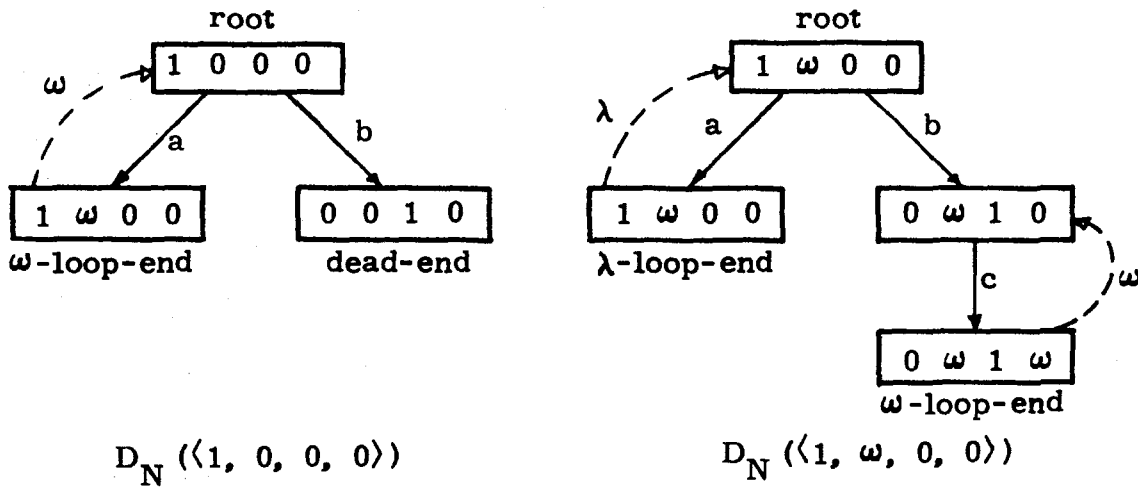 root
1 0 0 0
ω
a
b
1 ω 0 0
0 0 1 0
ω-loop-end
dead-end
D_N (⟨1, 0, 0, 0⟩)
root
1 ω 0 0
λ
a
b
1 ω 0 0
0 ω 1 0
λ-loop-end
c
ω
0 ω 1 ω
ω-loop-end
D_N (⟨1, ω, 0, 0⟩)